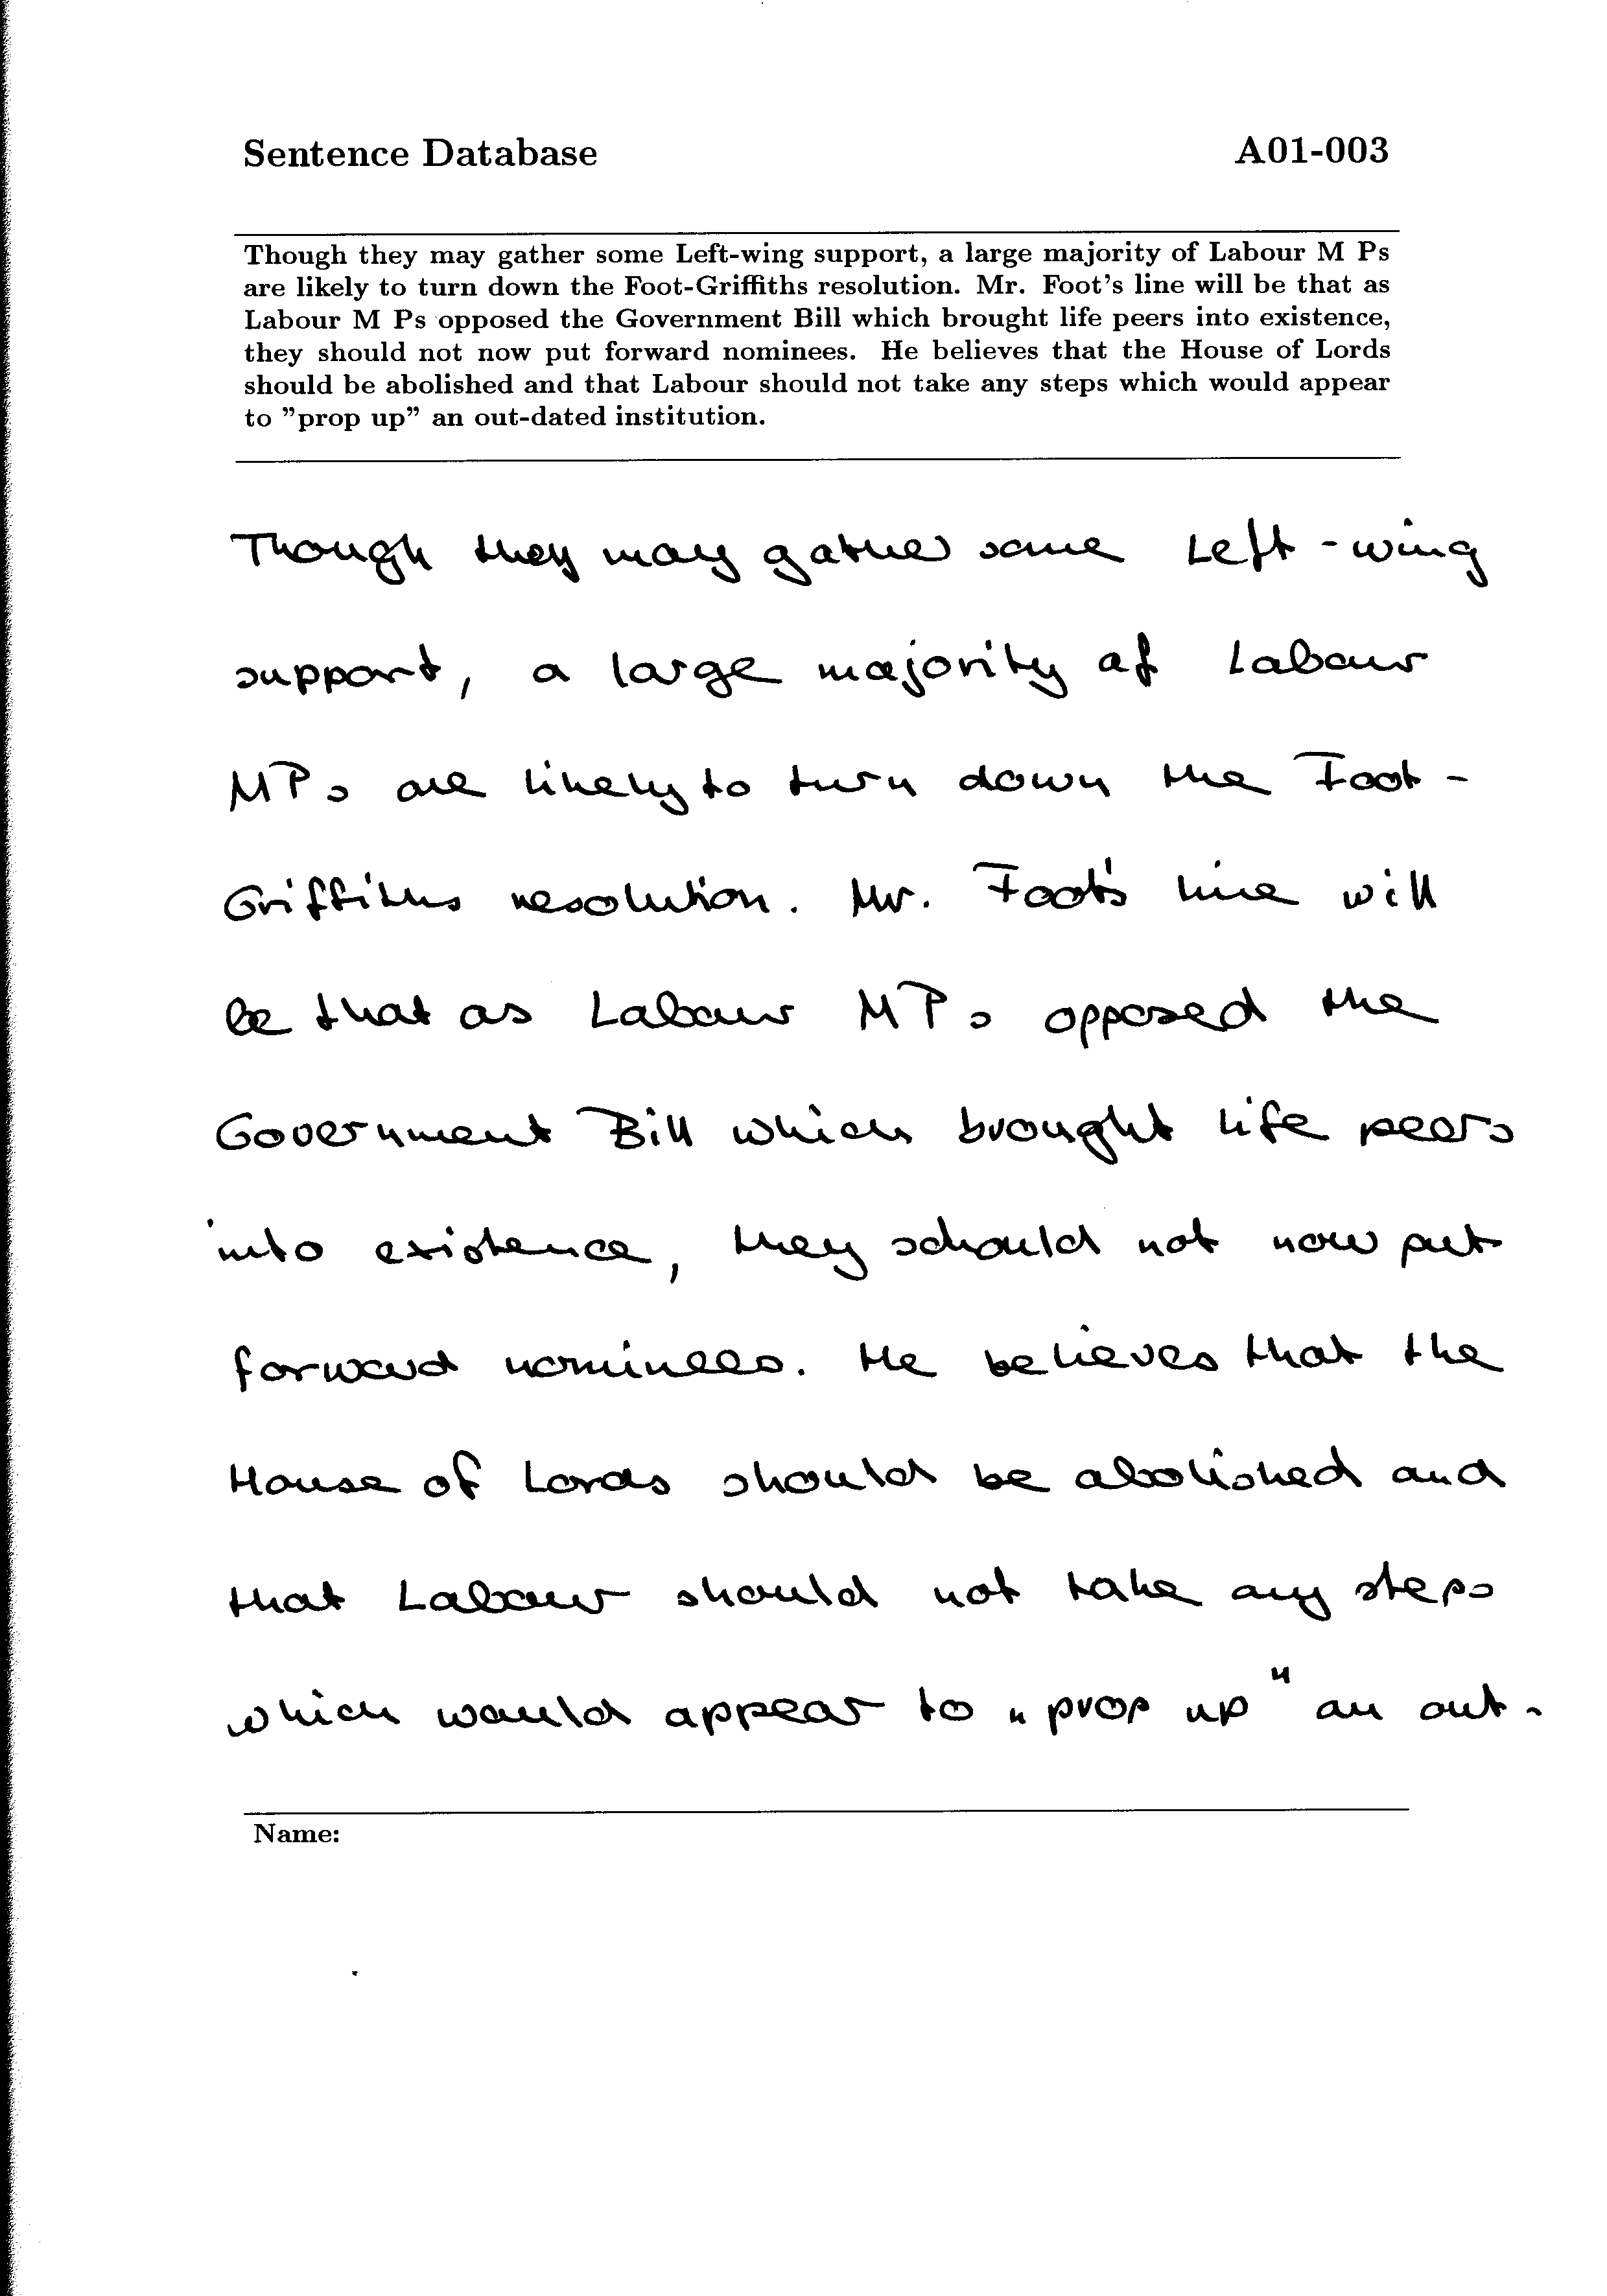 Sentence Database A01-003
Though they may gather some Left-wing support, a large majority of Labour M Ps
are likely to turn down the Foot-Griffiths resolution. Mr. Foot's line will be that as
Labour M Ps opposed the Government Bill which brought life peers into existence,
they should not now put forward nominees. He believes that the House of Lords
should be abolished and that Labour should not take any steps which would appear
to "prop up" an out-dated institution.
Though they may gather some Left-wing
support, a large majority of Labour
MPs are likely to turn down the Foot-
Griffiths resolution. Mr. Foot's line will
be that as Labour MPs opposed the
Government Bill which brought life peers
into existence, they schould not now put
forward nominees. He believes that the
House of Lords should be abolished and
that Labour should not take any steps
which would appear to „prop up" an out-
Name: